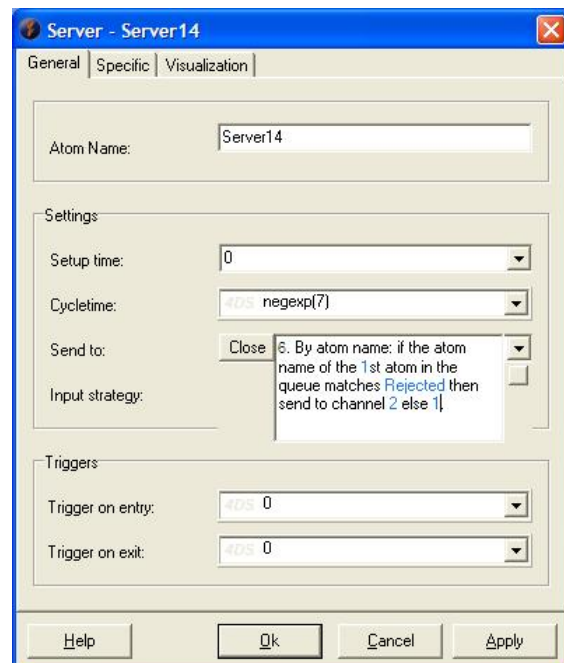 Server - Server14
General Specific Visualization
Atom Name: Server14
Settings
Setup time: 0
Cycletime: 4DS negexp(7)
Send to: Close 6. By atom name: if the atom
name of the 1st atom in the
Input strategy: queue matches Rejected then
send to channel 2 else 1.
Triggers
Trigger on entry: 4DS 0
Trigger on exit: 4DS 0
Help Ok Cancel Apply